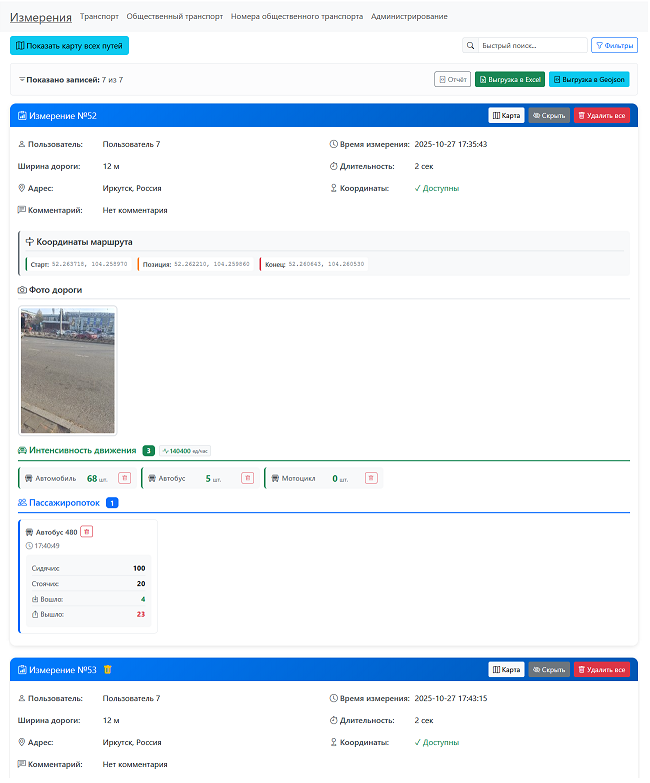 Измерения Транспорт Общественный транспорт Номера общественного транспорта Администрирование
Показать карту всех путей Быстрый поиск... Фильтры
Показано записей: 7 из 7 Отчёт Выгрузка в Excel Выгрузка в Geojson
Измерение №52 Карта Скрыть Удалить все
Пользователь: Пользователь 7 Время измерения: 2025-10-27 17:35:43
Ширина дороги: 12 м Длительность: 2 сек
Адрес: Иркутск, Россия Координаты: ✓ Доступны
Комментарий: Нет комментария
Координаты маршрута
Старт: 52.263718, 104.258970 Позиция: 52.262210, 104.259860 Конец: 52.260843, 104.260530
Фото дороги
Интенсивность движения 3 140400 ед/час
Автомобиль 68 шт. Автобус 5 шт. Мотоцикл 0 шт.
Пассажиропоток 1
Автобус 480
17:40:49
Сидячих: 100
Стоячих: 20
Вошло: 4
Вышло: 23
Измерение №53 Карта Скрыть Удалить все
Пользователь: Пользователь 7 Время измерения: 2025-10-27 17:43:15
Ширина дороги: 12 м Длительность: 2 сек
Адрес: Иркутск, Россия Координаты: ✓ Доступны
Комментарий: Нет комментария